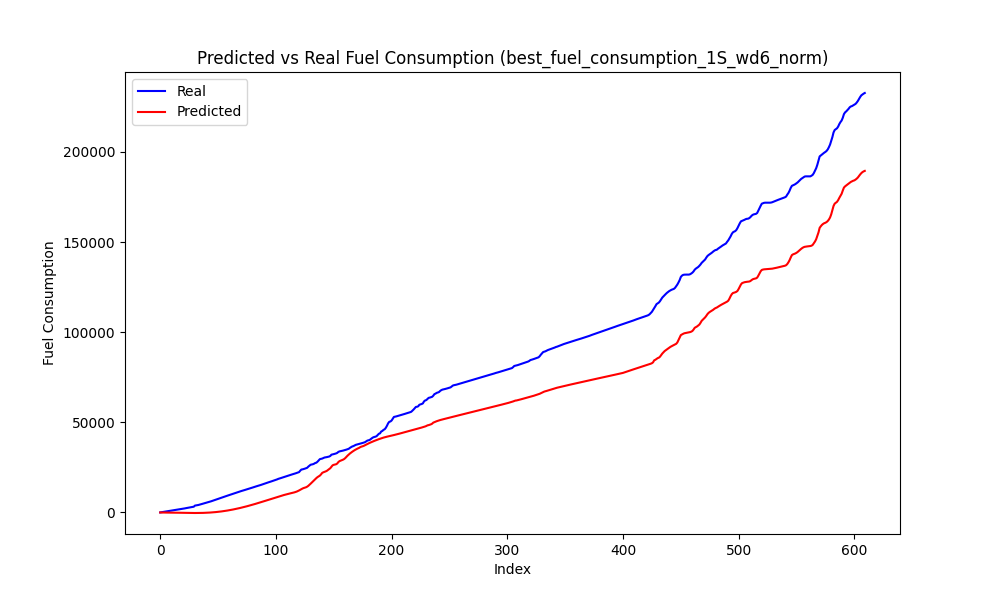 Predicted vs Real Fuel Consumption (best_fuel_consumption_1S_wd6_norm)
Real
Predicted
200000
150000
100000
50000
0
Fuel Consumption
0 100 200 300 400 500 600
Index